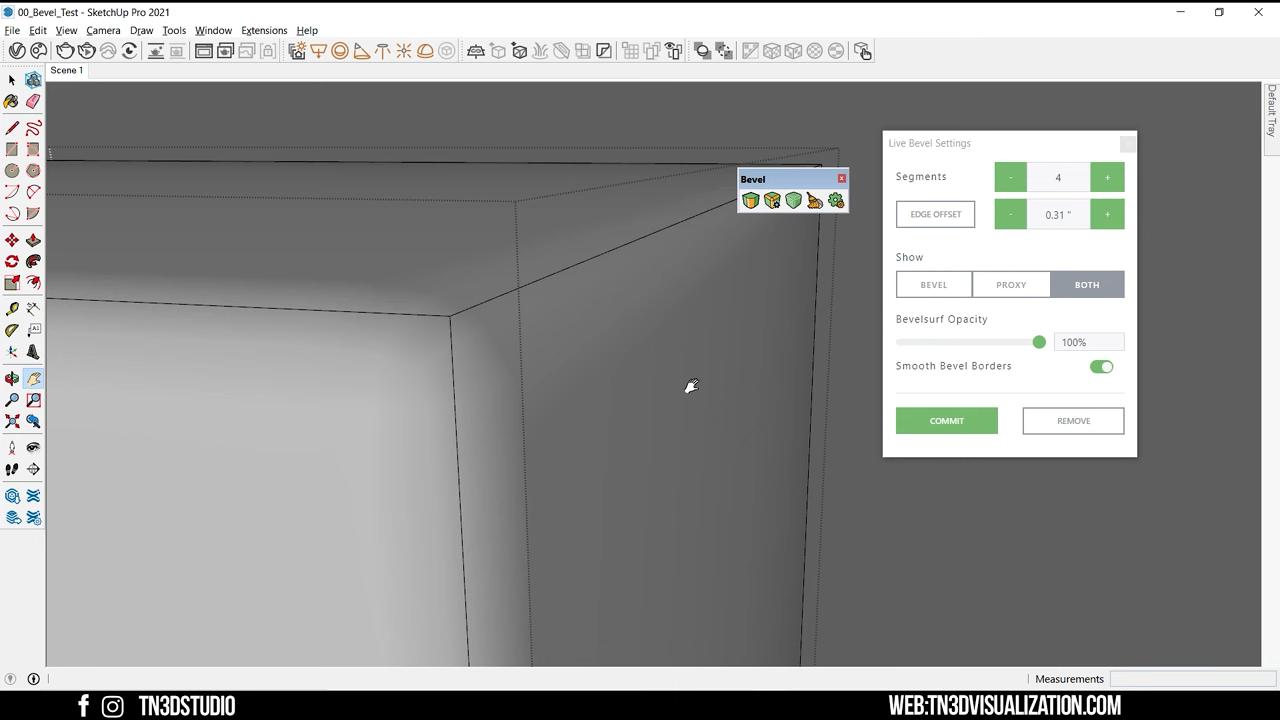 00_Bevel_Test - SketchUp Pro 2021
File Edit View Camera Draw Tools Window Extensions Help
Scene 1
Default Tray
Live Bevel Settings
Segments - 4 +
EDGE OFFSET - 0.31 " +
Show
BEVEL PROXY BOTH
Bevelsurf Opacity
100%
Smooth Bevel Borders
COMMIT REMOVE
Bevel
Measurements
TN3DSTUDIO
WEB:TN3DVISUALIZATION.COM